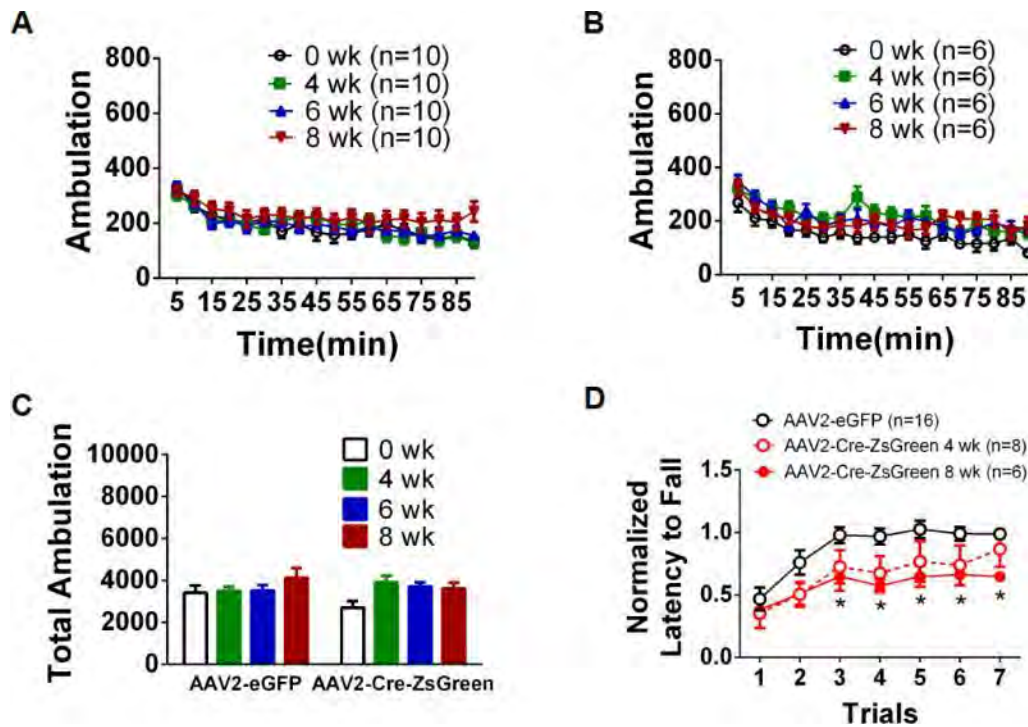 A
800
600
400
200
0
Ambulation
0 wk (n=10)
4 wk (n=10)
6 wk (n=10)
8 wk (n=10)
5 15 25 35 45 55 65 75 85
Time(min)
B
800
600
400
200
0
Ambulation
0 wk (n=6)
4 wk (n=6)
6 wk (n=6)
8 wk (n=6)
5 15 25 35 45 55 65 75 85
Time(min)
C
10000
8000
6000
4000
2000
0
Total Ambulation
0 wk
4 wk
6 wk
8 wk
AAV2-eGFP AAV2-Cre-ZsGreen
D
AAV2-eGFP (n=16)
AAV2-Cre-ZsGreen 4 wk (n=8)
AAV2-Cre-ZsGreen 8 wk (n=6)
1.5
1.0
0.5
0.0
Normalized
Latency to Fall
* * * * *
1 2 3 4 5 6 7
Trials